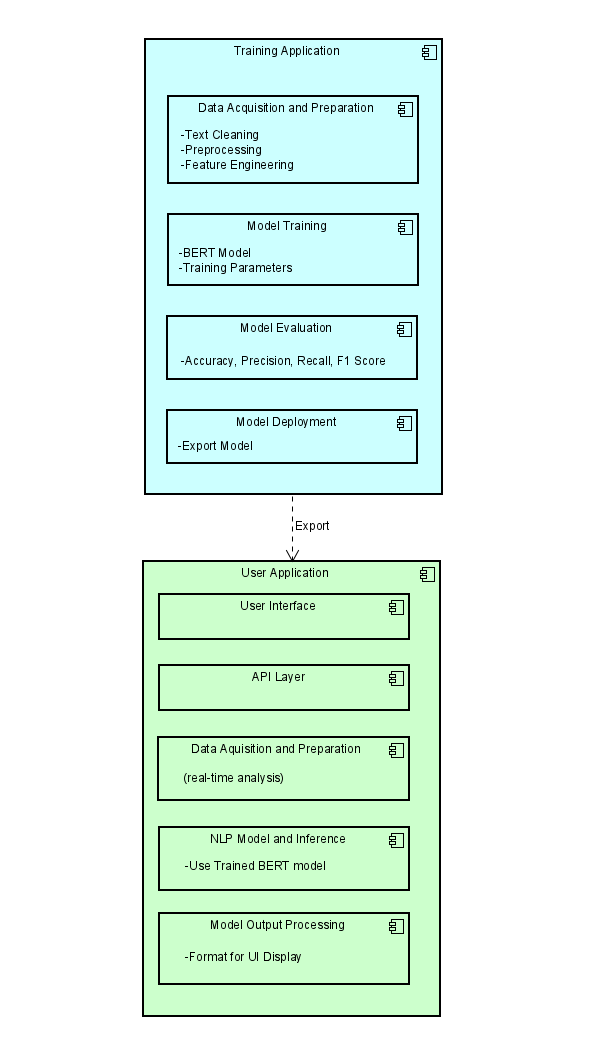 Training Application
Data Acquisition and Preparation
-Text Cleaning
-Preprocessing
-Feature Engineering
Model Training
-BERT Model
-Training Parameters
Model Evaluation
-Accuracy, Precision, Recall, F1 Score
Model Deployment
-Export Model
Export
User Application
User Interface
API Layer
Data Aquisition and Preparation
(real-time analysis)
NLP Model and Inference
-Use Trained BERT model
Model Output Processing
-Format for UI Display